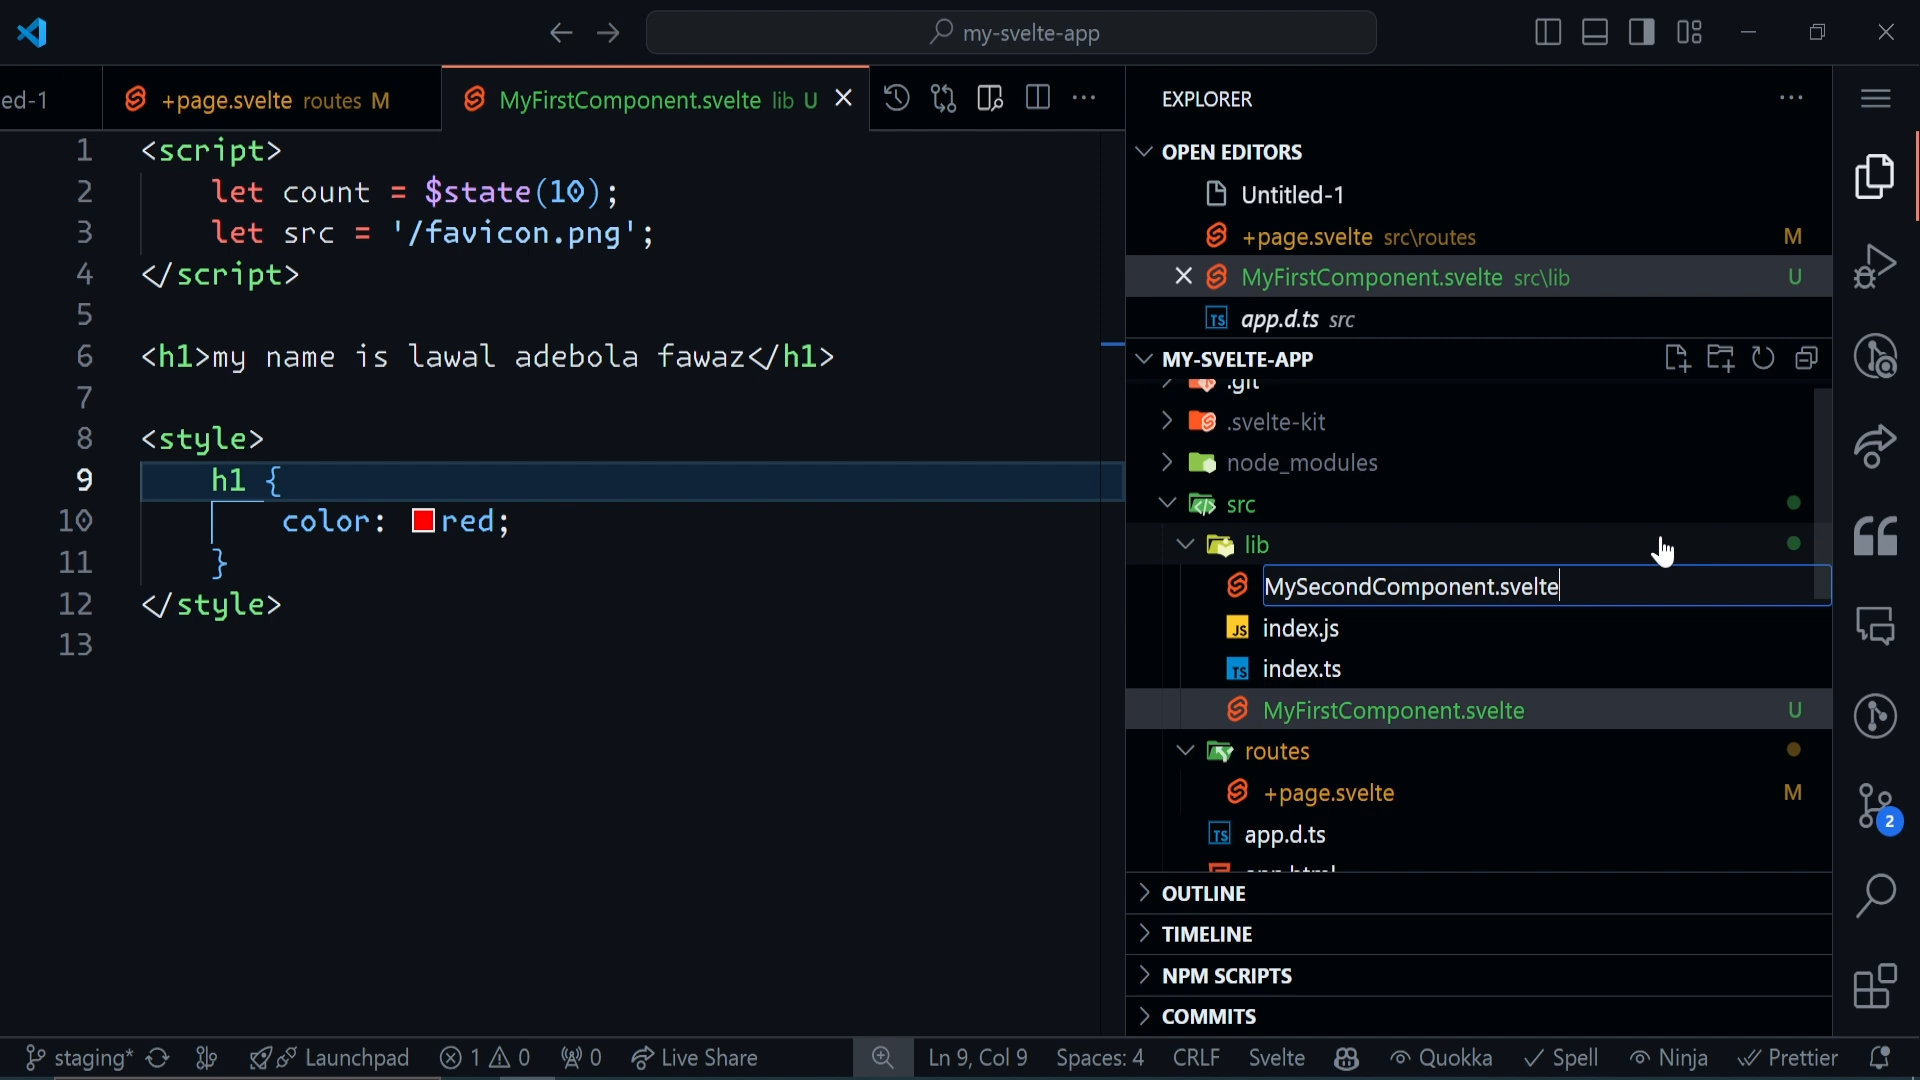 my-svelte-app
ed-1
+page.svelte routes M
MyFirstComponent.svelte lib U
1 <script>
2 let count = $state(10);
3 let src = '/favicon.png';
4 </script>
5
6 <h1>my name is lawal adebola fawaz</h1>
7
8 <style>
9 h1 {
10 color: red;
11 }
12 </style>
13
EXPLORER
OPEN EDITORS
Untitled-1
+page.svelte src\routes M
MyFirstComponent.svelte src\lib U
TS app.d.ts src
MY-SVELTE-APP
.git
.svelte-kit
node_modules
src
lib
MySecondComponent.svelte
JS index.js
TS index.ts
MyFirstComponent.svelte U
routes
+page.svelte M
TS app.d.ts
OUTLINE
TIMELINE
NPM SCRIPTS
COMMITS
2
staging* Launchpad 1 0 0 Live Share Ln 9, Col 9 Spaces: 4 CRLF Svelte Quokka Spell Ninja Prettier